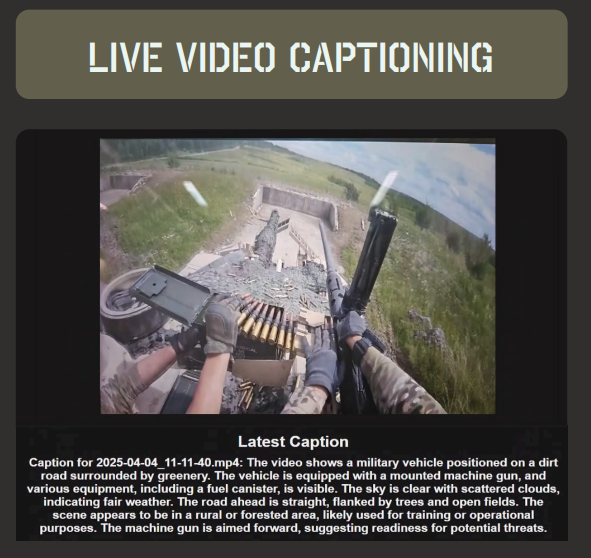 LIVE VIDEO CAPTIONING
Latest Caption
Caption for 2025-04-04_11-11-40.mp4: The video shows a military vehicle positioned on a dirt
road surrounded by greenery. The vehicle is equipped with a mounted machine gun, and
various equipment, including a fuel canister, is visible. The sky is clear with scattered clouds,
indicating fair weather. The road ahead is straight, flanked by trees and open fields. The
scene appears to be in a rural or forested area, likely used for training or operational
purposes. The machine gun is aimed forward, suggesting readiness for potential threats.